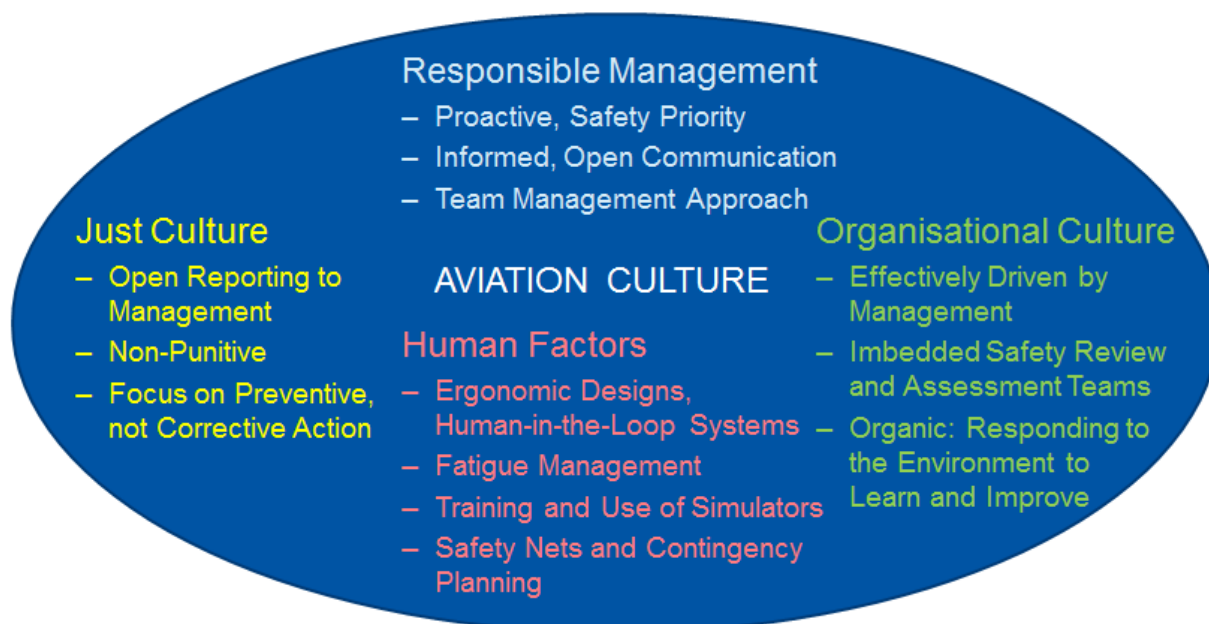 Responsible Management
– Proactive, Safety Priority
– Informed, Open Communication
– Team Management Approach
Just Culture
– Open Reporting to
Management
– Non-Punitive
– Focus on Preventive,
not Corrective Action
AVIATION CULTURE
Human Factors
– Ergonomic Designs,
Human-in-the-Loop Systems
– Fatigue Management
– Training and Use of Simulators
– Safety Nets and Contingency
Planning
Organisational Culture
– Effectively Driven by
Management
– Imbedded Safety Review
and Assessment Teams
– Organic: Responding to
the Environment to
Learn and Improve